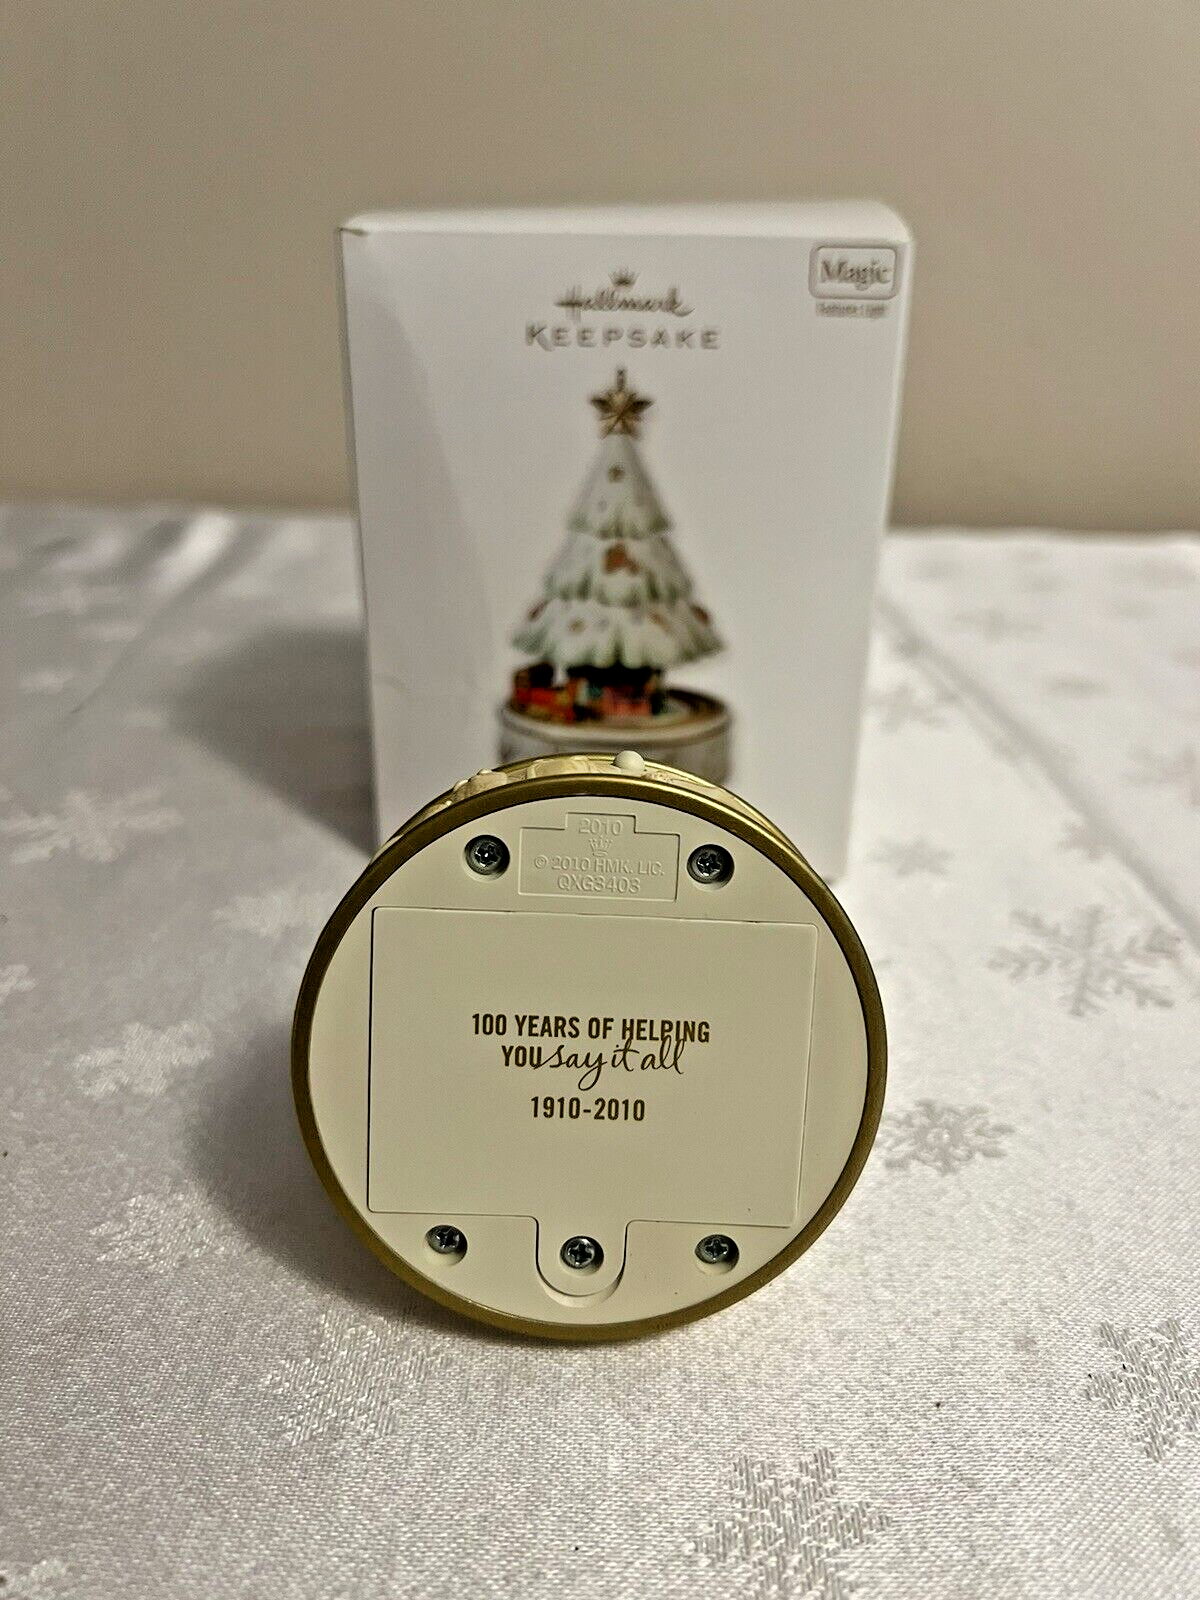 Hallmark
KEEPSAKE
Magic
2010
© 2010 HMK. LIC.
QXG3403
100 YEARS OF HELPING
YOU say it all
1910-2010